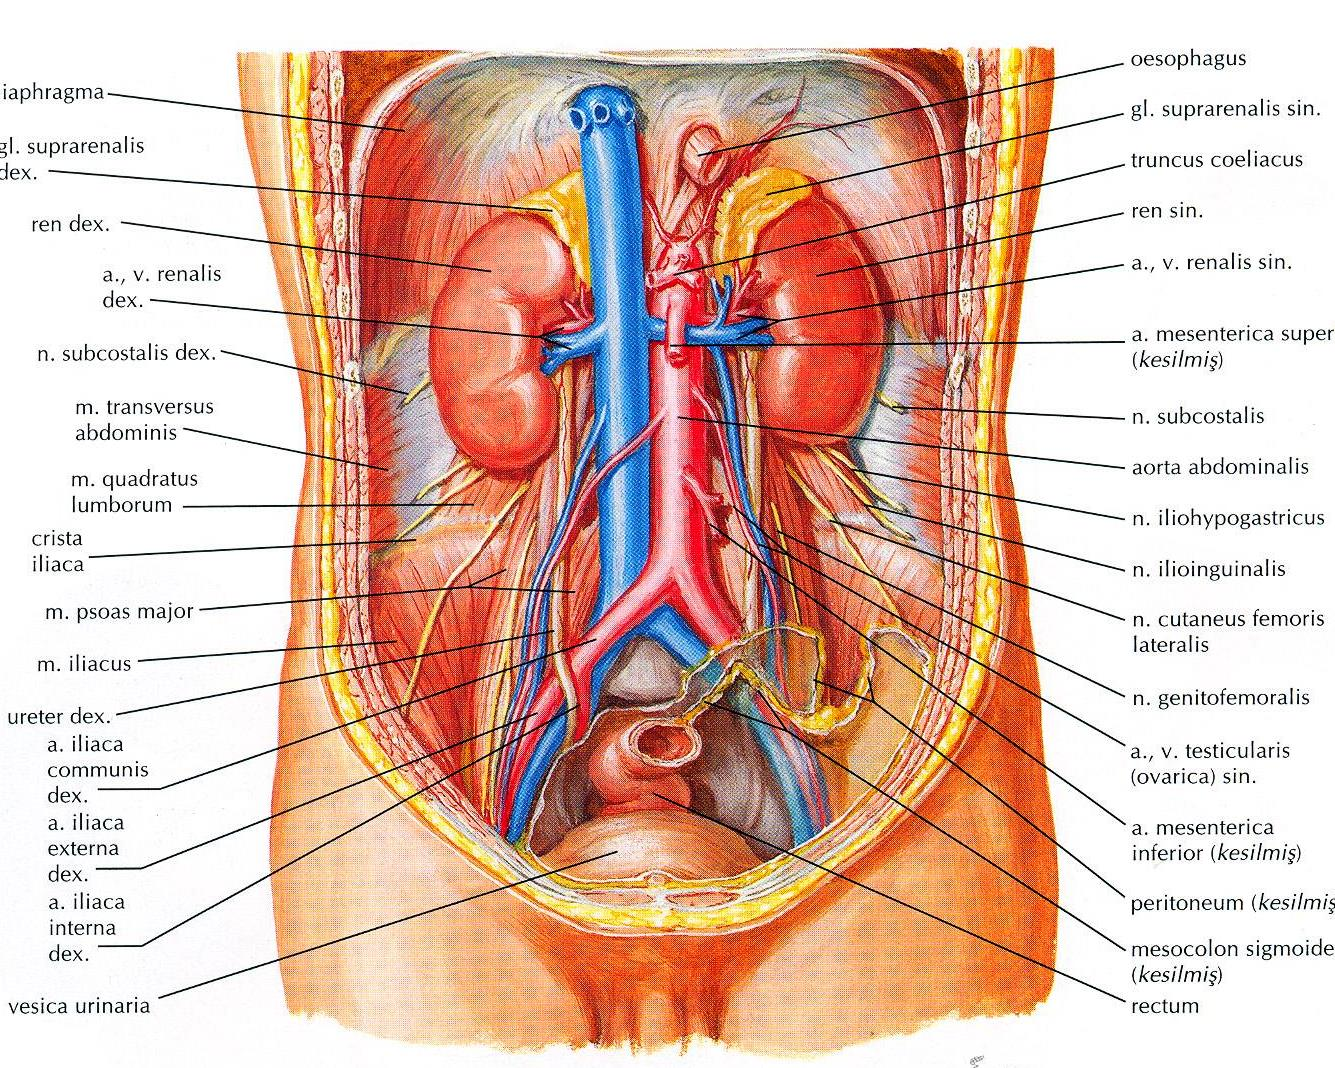 iaphragma
gl. suprarenalis
dex.
ren dex.
a., v. renalis
dex.
n. subcostalis dex.
m. transversus
abdominis
m. quadratus
lumborum
crista
iliaca
m. psoas major
m. iliacus
ureter dex.
a. iliaca
communis
dex.
a. iliaca
externa
dex.
a. iliaca
interna
dex.
vesica urinaria
oesophagus
gl. suprarenalis sin.
truncus coeliacus
ren sin.
a., v. renalis sin.
a. mesenterica super
(kesilmiş)
n. subcostalis
aorta abdominalis
n. iliohypogastricus
n. ilioinguinalis
n. cutaneus femoris
lateralis
n. genitofemoralis
a., v. testicularis
(ovarica) sin.
a. mesenterica
inferior (kesilmiş)
peritoneum (kesilmiş
mesocolon sigmoide
(kesilmiş)
rectum